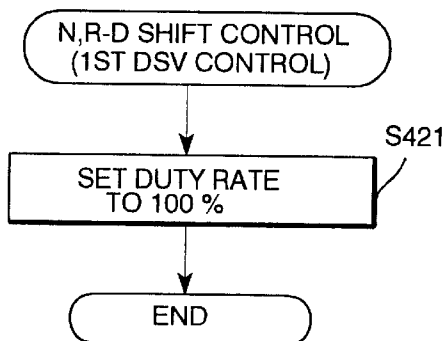 N,R-D SHIFT CONTROL
(1ST DSV CONTROL)
S421
SET DUTY RATE
TO 100 %
END